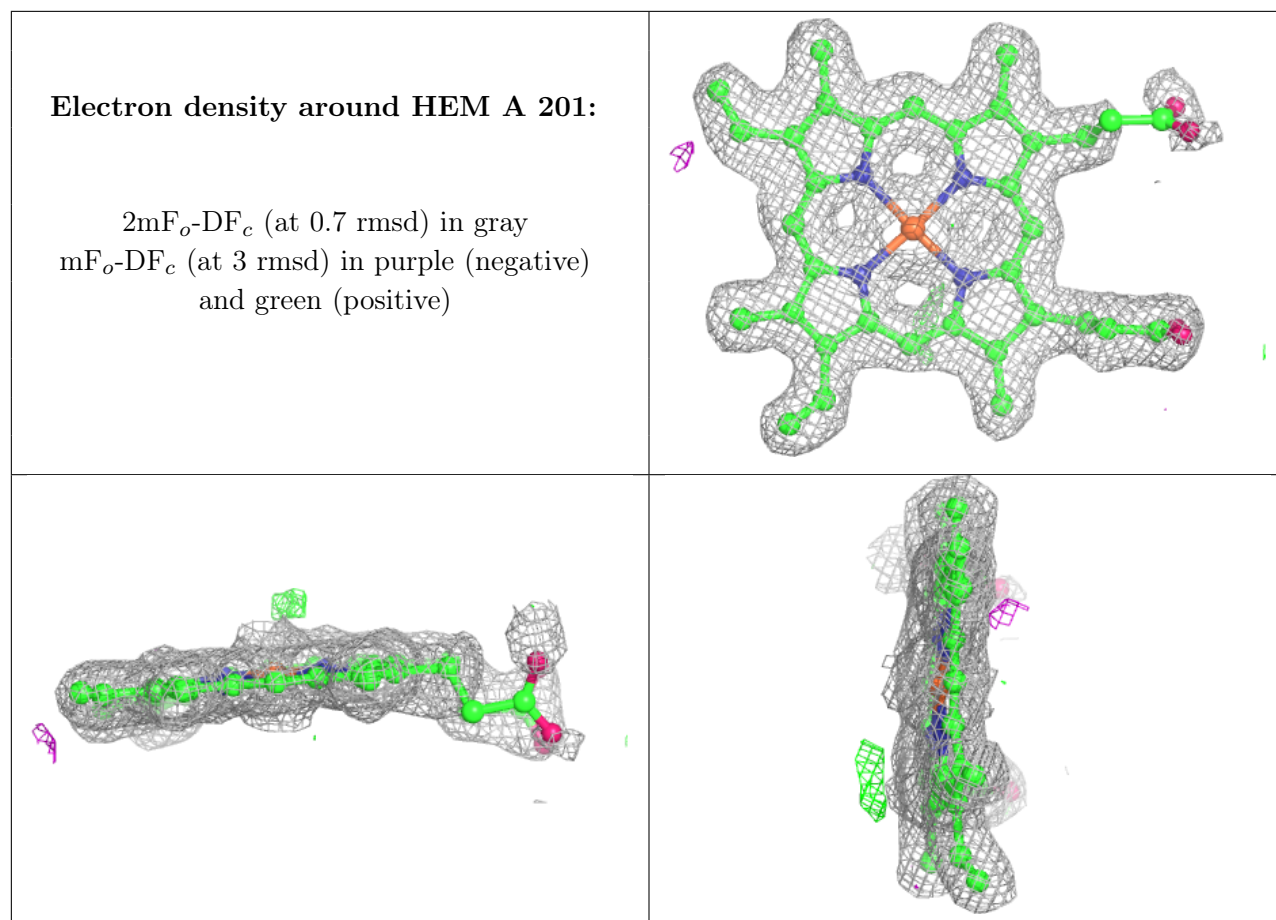 Electron density around HEM A 201:
2mFo-DFc (at 0.7 rmsd) in gray
mFo-DFc (at 3 rmsd) in purple (negative)
and green (positive)